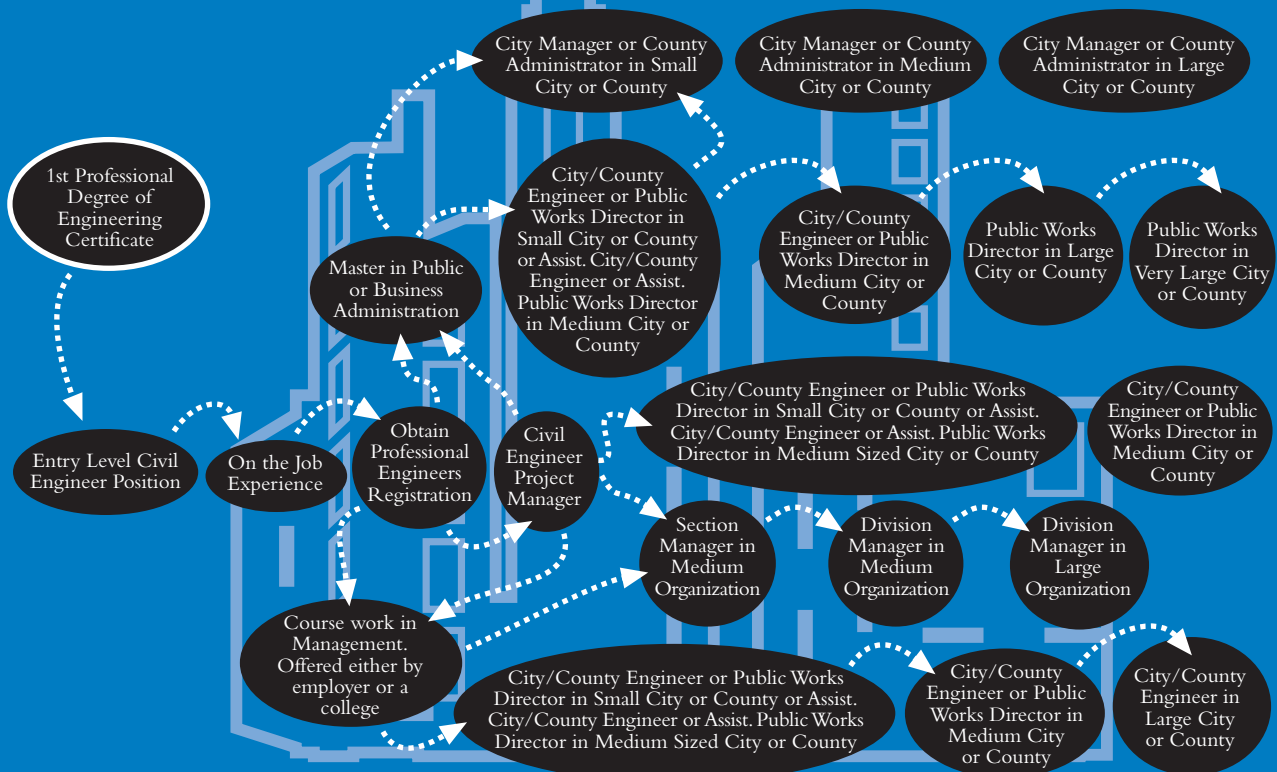 City Manager or County
Administrator in Small
City or County
City Manager or County
Administrator in Medium
City or County
City Manager or County
Administrator in Large
City or County
1st Professional
Degree of
Engineering
Certificate
City/County
Engineer or Public
Works Director in
Small City or County
or Assist. City/County
Engineer or Assist.
Public Works Director
in Medium City or
County
City/County
Engineer or Public
Works Director in
Medium City or
County
Public Works
Director in Large
City or County
Public Works
Director in
Very Large City
or County
Master in Public
or Business
Administration
Entry Level Civil
Engineer Position
On the Job
Experience
Obtain
Professional
Engineers
Registration
Civil
Engineer
Project
Manager
City/County Engineer or Public Works
Director in Small City or County or Assist.
City/County Engineer or Assist. Public Works
Director in Medium Sized City or County
City/County
Engineer or Public
Works Director in
Medium City or
County
Section
Manager in
Medium
Organization
Division
Manager in
Medium
Organization
Division
Manager in
Large
Organization
Course work in
Management.
Offered either by
employer or a
college
City/County Engineer or Public Works
Director in Small City or County or Assist.
City/County Engineer or Assist. Public Works
Director in Medium Sized City or County
City/County
Engineer or Public
Works Director in
Medium City
or County
City/County
Engineer in
Large City
or County